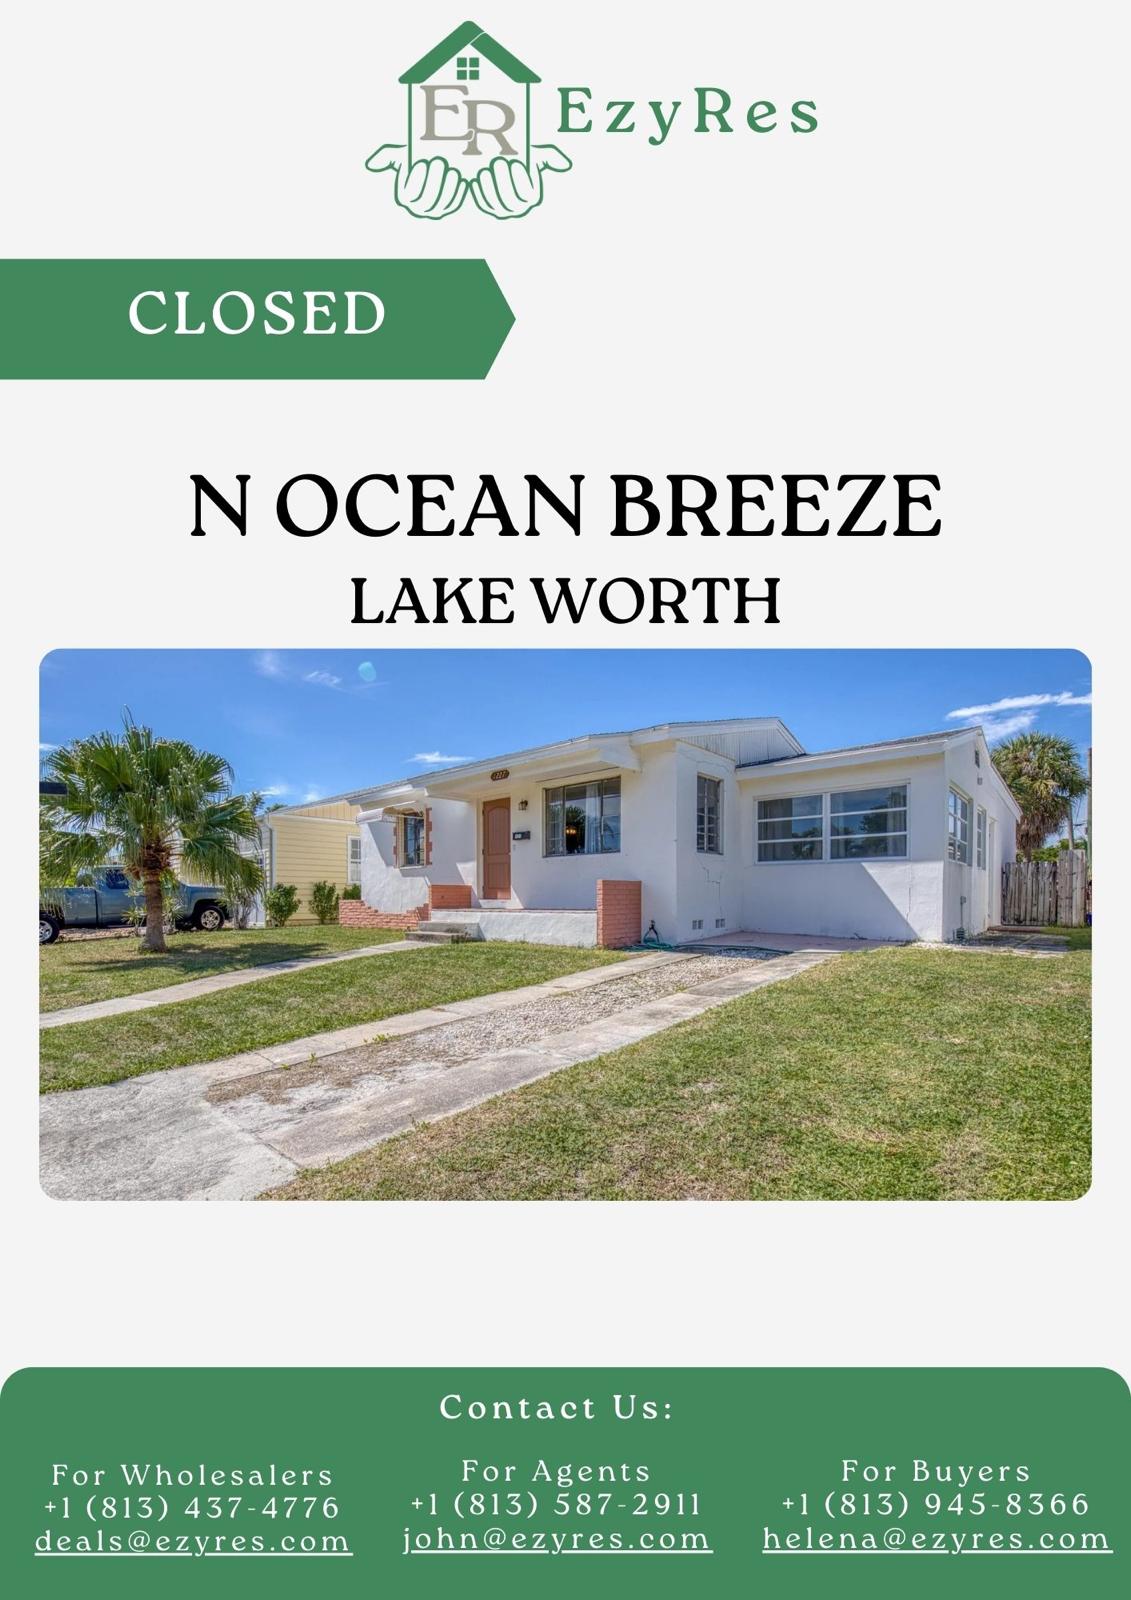 ER
EzyRes
CLOSED
N OCEAN BREEZE
LAKE WORTH
Contact Us:
For Wholesalers
+1 (813) 437-4776
deals@ezyres.com
For Agents
+1 (813) 587-2911
john@ezyres.com
For Buyers
+1 (813) 945-8366
helena@ezyres.com